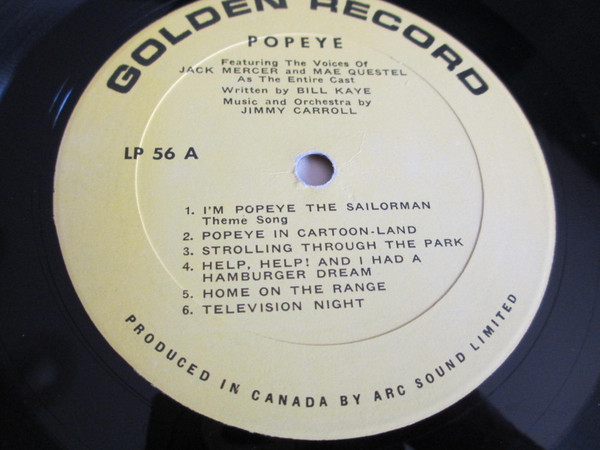 GOLDEN RECORD
POPEYE
Featuring The Voices Of
JACK MERCER and MAE QUESTEL
As The Entire Cast
Written by BILL KAYE
Music and Orchestra by
JIMMY CARROLL
LP 56 A
1. I'M POPEYE THE SAILORMAN
Theme Song
2. POPEYE IN CARTOON-LAND
3. STROLLING THROUGH THE PARK
4. HELP, HELP! AND I HAD A
HAMBURGER DREAM
5. HOME ON THE RANGE
6. TELEVISION NIGHT
PRODUCED IN CANADA BY ARC SOUND LIMITED